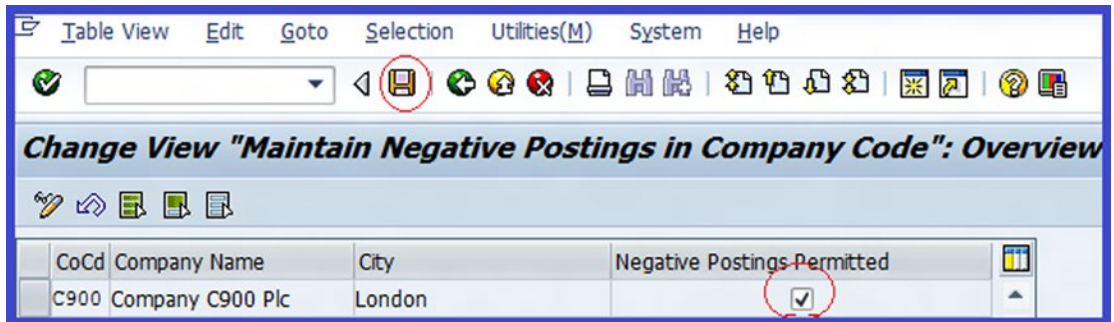 Table View Edit Goto Selection Utilities(M) System Help
Change View "Maintain Negative Postings in Company Code": Overview
CoCd Company Name City Negative Postings Permitted
C900 Company C900 Plc London